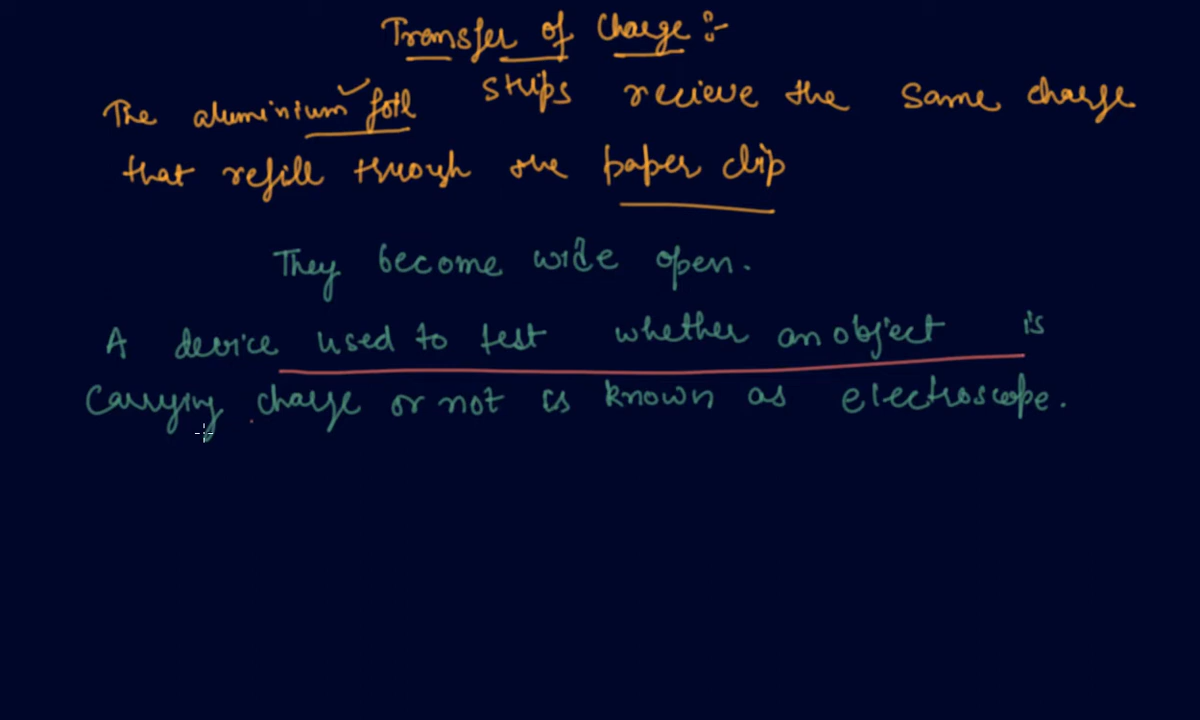 Transfer of Charge :-
The aluminium foil strips recieve the same charge
that refill through the paper clip
They become wide open.
A device used to test whether an object is
Carrying charge or not is known as electroscope.